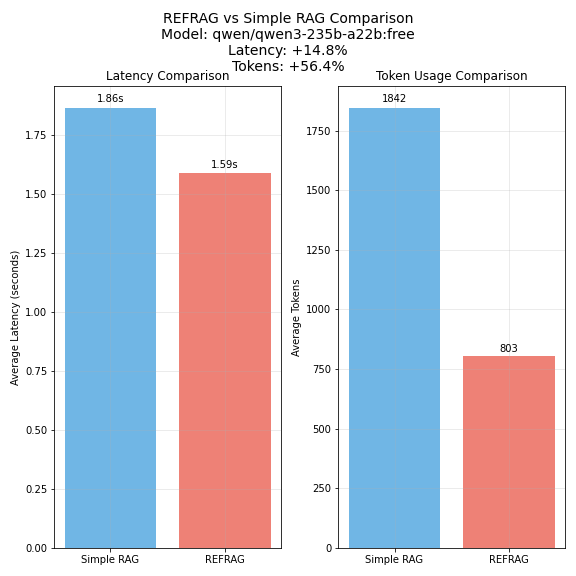 REFRAG vs Simple RAG Comparison
Model: qwen/qwen3-235b-a22b:free
Latency: +14.8%
Tokens: +56.4%
Latency Comparison
1.86s
1.59s
1.75
1.50
1.25
1.00
0.75
0.50
0.25
0.00
Average Latency (seconds)
Simple RAG
REFRAG
Token Usage Comparison
1842
803
1750
1500
1250
1000
750
500
250
0
Average Tokens
Simple RAG
REFRAG